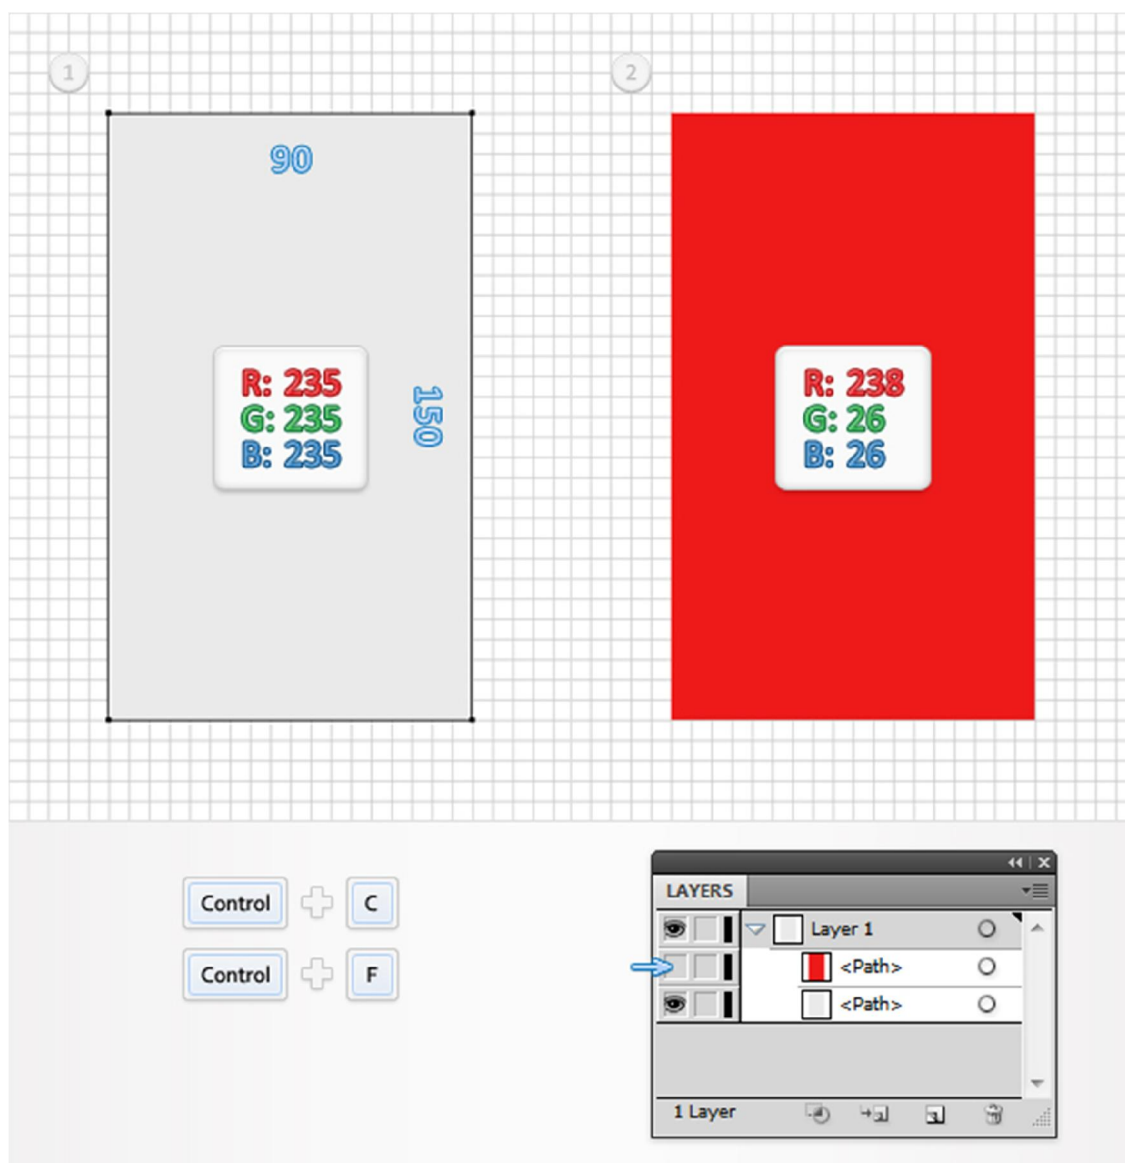 1
2
90
R: 235
G: 235
B: 235
150
R: 238
G: 26
B: 26
Control C
Control F
LAYERS
Layer 1
<Path>
<Path>
1 Layer